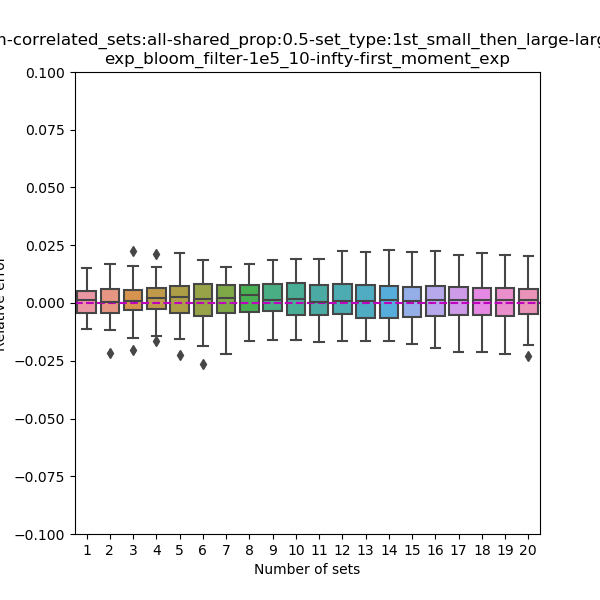 -correlated_sets:all-shared_prop:0.5-set_type:1st_small_then_large-larg
exp_bloom_filter-1e5_10-infty-first_moment_exp
0.100
0.075
0.050
0.025
0.000
−0.025
−0.050
−0.075
−0.100
Relative error
1 2 3 4 5 6 7 8 9 10 11 12 13 14 15 16 17 18 19 20
Number of sets